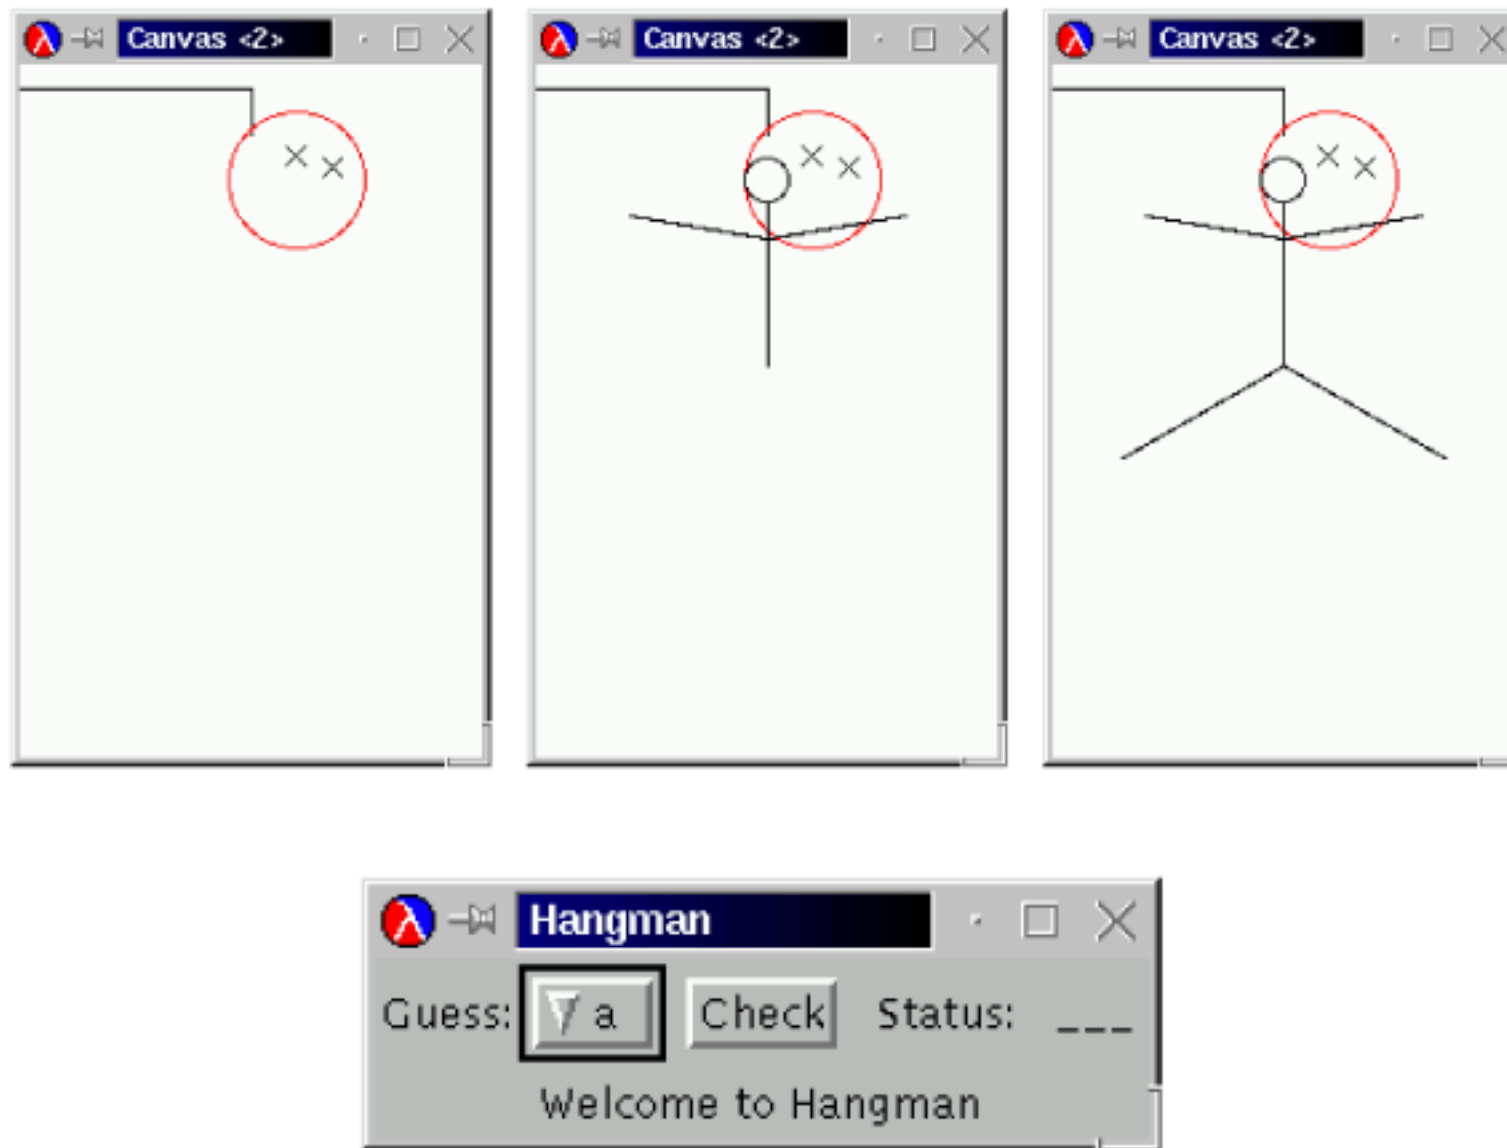 Canvas <2>
Canvas <2>
Canvas <2>
Hangman
Guess: a Check Status: ___
Welcome to Hangman